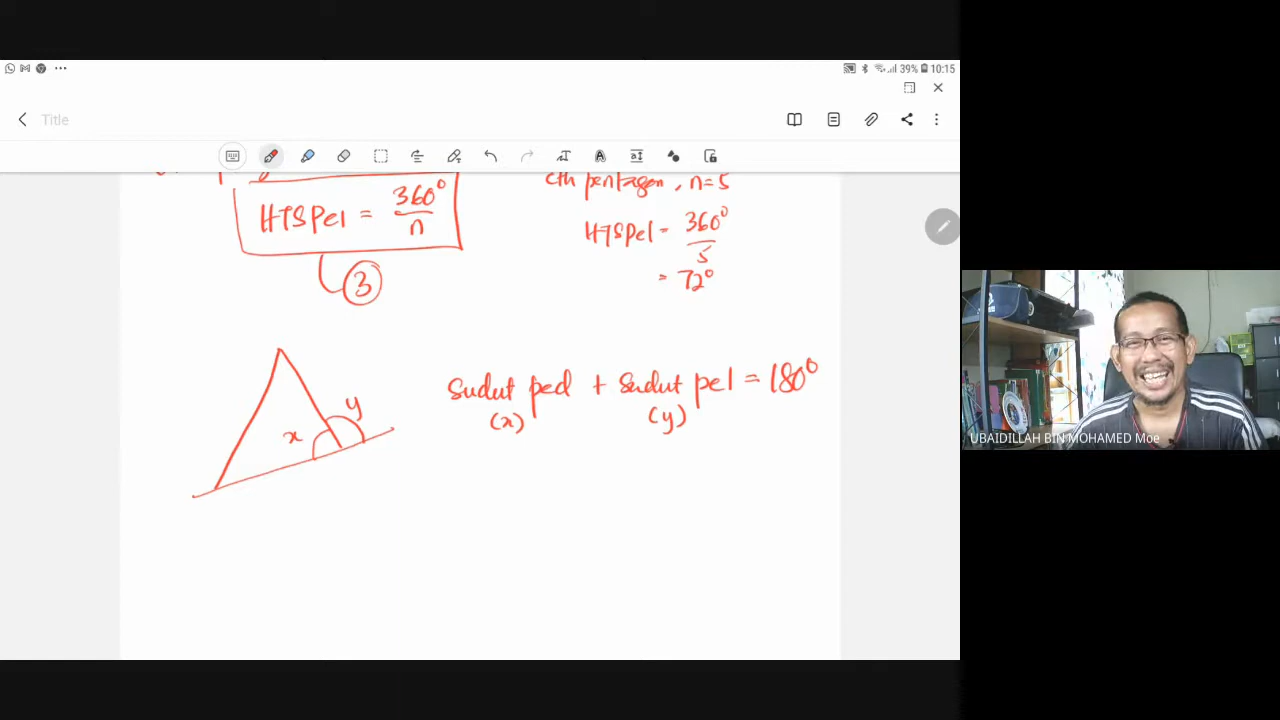 39% 10:15
Title
HTSPel = 360°/n
3
cth pentagon, n=5
HTSPel = 360°/5
= 72°
x
y
sudut ped + sudut pel = 180°
(x) (y)
UBAIDILLAH BIN MOHAMED Moe